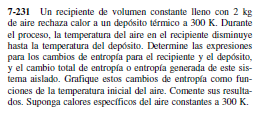 7-231 Un recipiente de volumen constante lleno con 2 kg
de aire rechaza calor a un depósito térmico a 300 K. Durante
el proceso, la temperatura del aire en el recipiente disminuye
hasta la temperatura del depósito. Determine las expresiones
para los cambios de entropía para el recipiente y el depósito,
y el cambio total de entropía o entropía generada de este sis-
tema aislado. Grafique estos cambios de entropía como fun-
ciones de la temperatura inicial del aire. Comente sus resulta-
dos. Suponga calores específicos del aire constantes a 300 K.